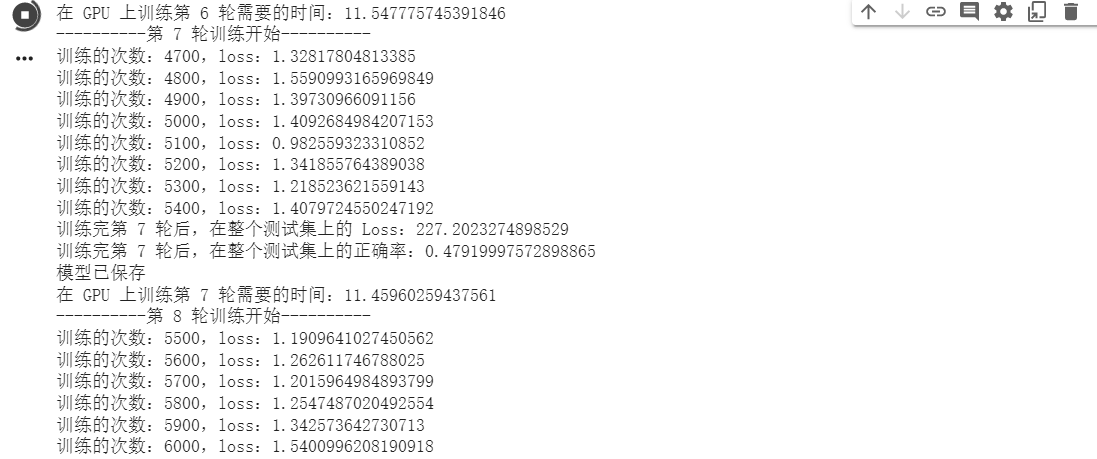 在 GPU 上训练第 6 轮需要的时间：11.547775745391846
----------第 7 轮训练开始----------
训练的次数：4700，loss：1.32817804813385
训练的次数：4800，loss：1.5590993165969849
训练的次数：4900，loss：1.39730966091156
训练的次数：5000，loss：1.4092684984207153
训练的次数：5100，loss：0.982559323310852
训练的次数：5200，loss：1.341855764389038
训练的次数：5300，loss：1.218523621559143
训练的次数：5400，loss：1.4079724550247192
训练完第 7 轮后，在整个测试集上的 Loss：227.2023274898529
训练完第 7 轮后，在整个测试集上的正确率：0.47919997572898865
模型已保存
在 GPU 上训练第 7 轮需要的时间：11.45960259437561
----------第 8 轮训练开始----------
训练的次数：5500，loss：1.1909641027450562
训练的次数：5600，loss：1.262611746788025
训练的次数：5700，loss：1.2015964984893799
训练的次数：5800，loss：1.2547487020492554
训练的次数：5900，loss：1.342573642730713
训练的次数：6000，loss：1.5400996208190918